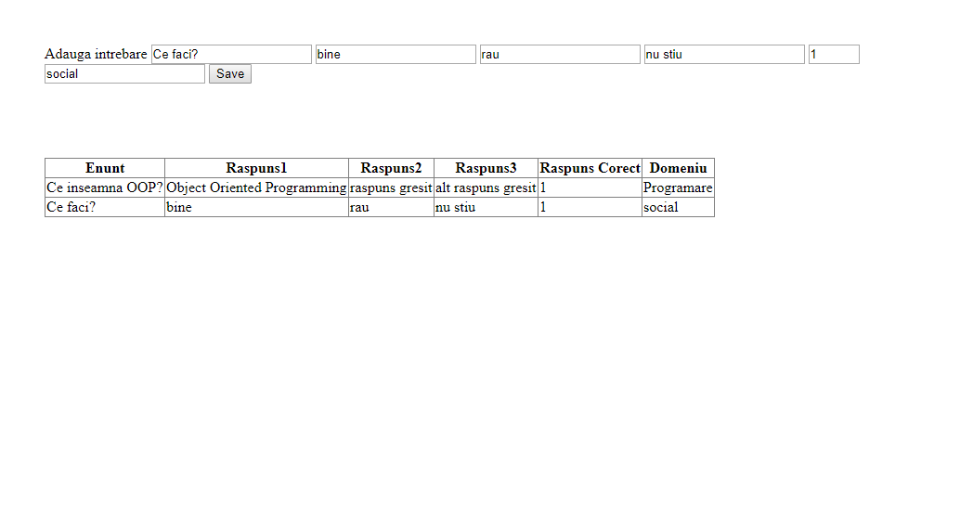 Adauga intrebare Ce faci? bine rau nu stiu 1
social Save
Enunt Raspuns1 Raspuns2 Raspuns3 Raspuns Corect Domeniu
Ce inseamna OOP? Object Oriented Programming raspuns gresit alt raspuns gresit 1 Programare
Ce faci? bine rau nu stiu 1 social